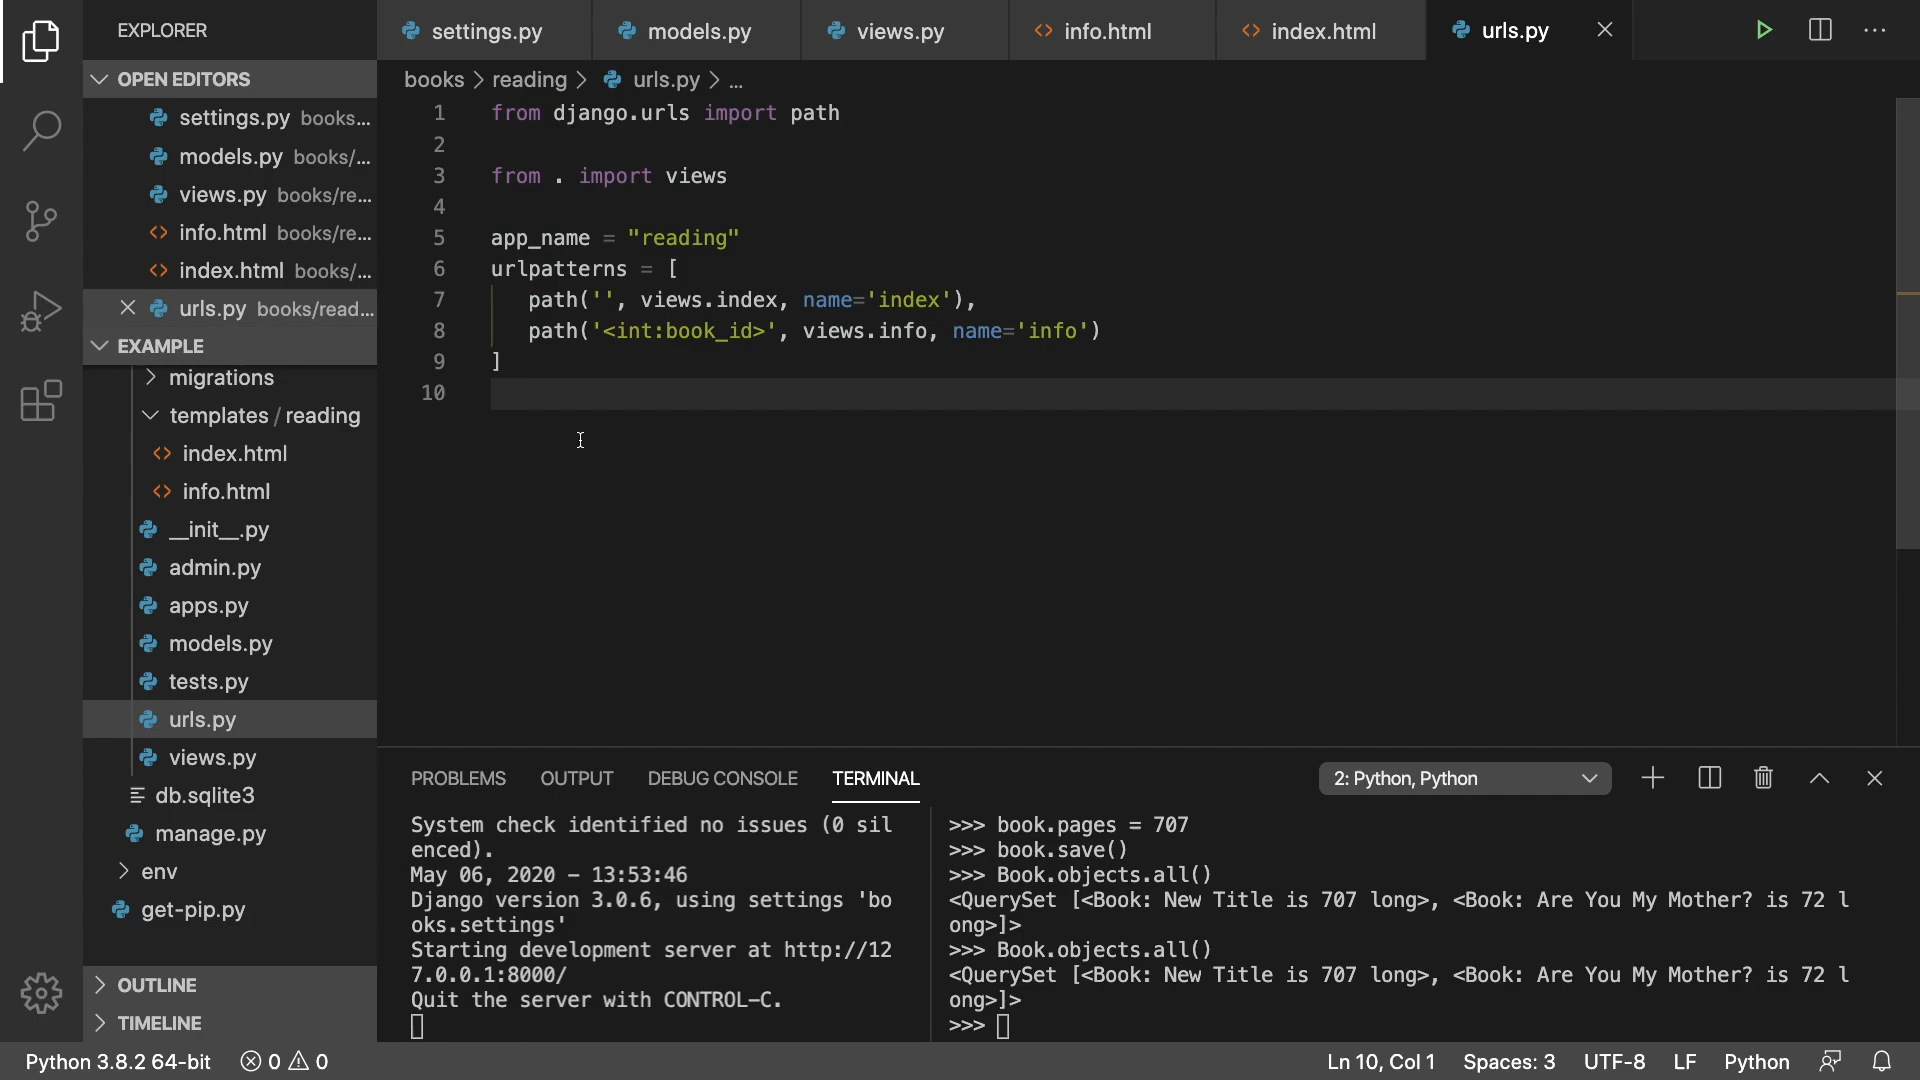 EXPLORER
OPEN EDITORS
settings.py books...
models.py books/...
views.py books/re...
info.html books/re...
index.html books/...
urls.py books/read...
EXAMPLE
migrations
templates / reading
index.html
info.html
__init__.py
admin.py
apps.py
models.py
tests.py
urls.py
views.py
db.sqlite3
manage.py
env
get-pip.py
OUTLINE
TIMELINE
settings.py
models.py
views.py
info.html
index.html
urls.py
books > reading > urls.py > ...
1 from django.urls import path
2
3 from . import views
4
5 app_name = "reading"
6 urlpatterns = [
7 path('', views.index, name='index'),
8 path('<int:book_id>', views.info, name='info')
9 ]
10
PROBLEMS OUTPUT DEBUG CONSOLE TERMINAL
2: Python, Python
System check identified no issues (0 sil
enced).
May 06, 2020 - 13:53:46
Django version 3.0.6, using settings 'bo
oks.settings'
Starting development server at http://12
7.0.0.1:8000/
Quit the server with CONTROL-C.
>>> book.pages = 707
>>> book.save()
>>> Book.objects.all()
<QuerySet [<Book: New Title is 707 long>, <Book: Are You My Mother? is 72 l
ong>]>
>>> Book.objects.all()
<QuerySet [<Book: New Title is 707 long>, <Book: Are You My Mother? is 72 l
ong>]>
>>>
Python 3.8.2 64-bit 0 0 Ln 10, Col 1 Spaces: 3 UTF-8 LF Python